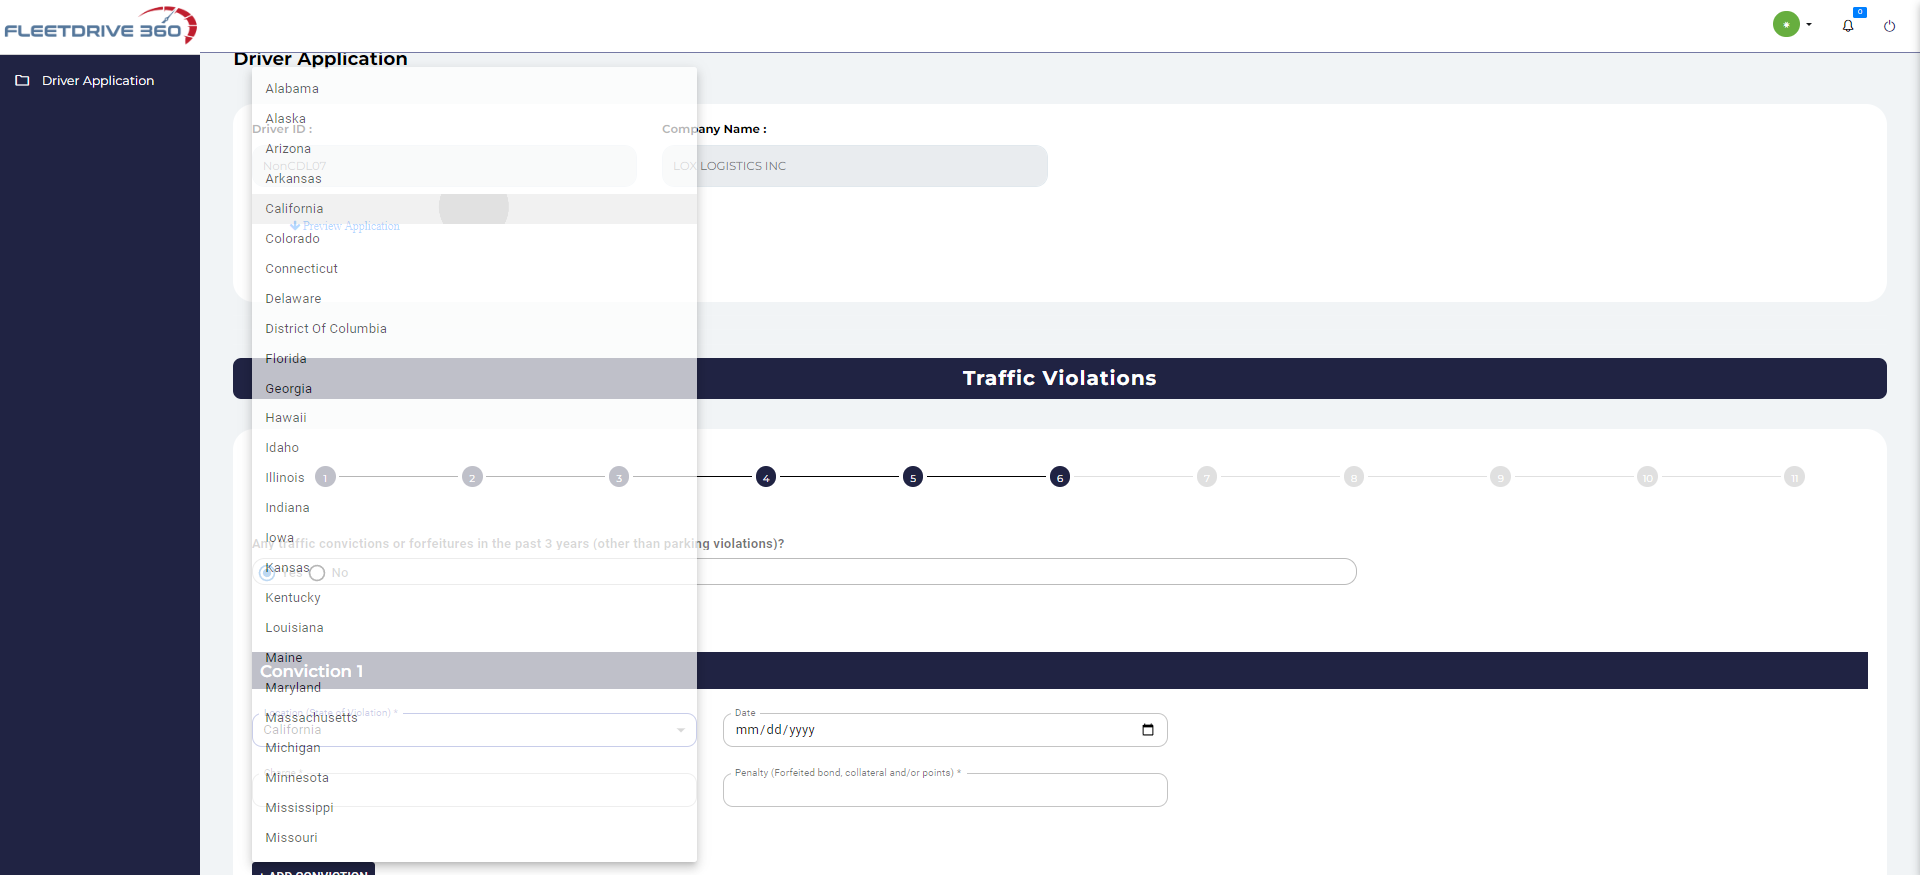 FLEETDRIVE 360
0
Driver Application
Driver Application
Driver ID :
Company Name :
NonCDL07
LOX LOGISTICS INC
Preview Application
Alabama
Alaska
Arizona
Arkansas
California
Colorado
Connecticut
Delaware
District Of Columbia
Florida
Georgia
Hawaii
Idaho
Illinois
Indiana
Iowa
Kansas
Kentucky
Louisiana
Maine
Maryland
Massachusetts
Michigan
Minnesota
Mississippi
Missouri
Traffic Violations
1 2 3 4 5 6 7 8 9 10 11
Any traffic convictions or forfeitures in the past 3 years (other than parking violations)?
Yes No
Conviction 1
Location (State of Violation) *
California
Date
mm/dd/yyyy
Penalty (Forfeited bond, collateral and/or points) *
+ ADD CONVICTION